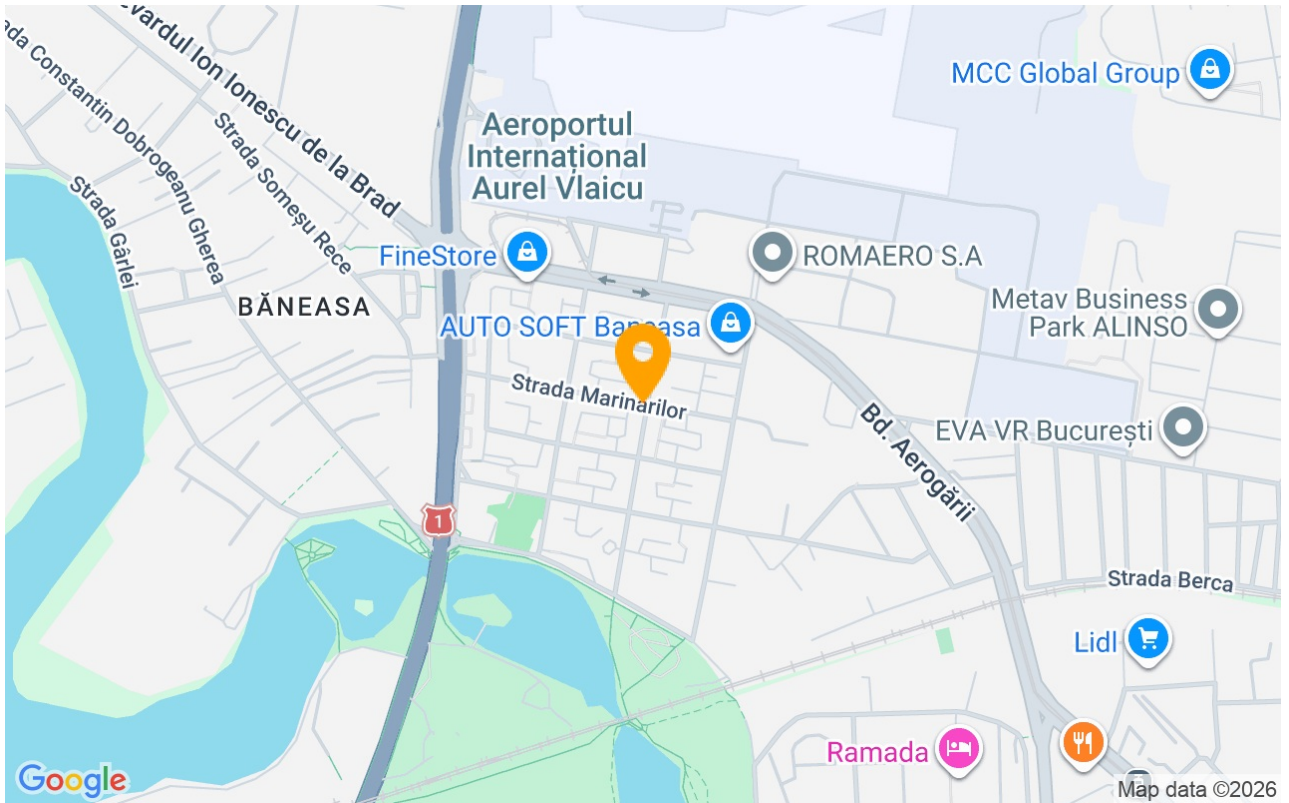 evardul Ion Ionescu de la Brad
ada Constantin Dobrogeanu Gherea
Strada Someșu Rece
Strada Gârlei
MCC Global Group
Aeroportul
Internațional
Aurel Vlaicu
FineStore
ROMAERO S.A
BĂNEASA
Metav Business
Park ALINSO
AUTO SOFT Baneasa
Strada Marinarilor
Bd. Aerogării
EVA VR București
1
Strada Berca
Lidl
Ramada
Google
Map data ©2026